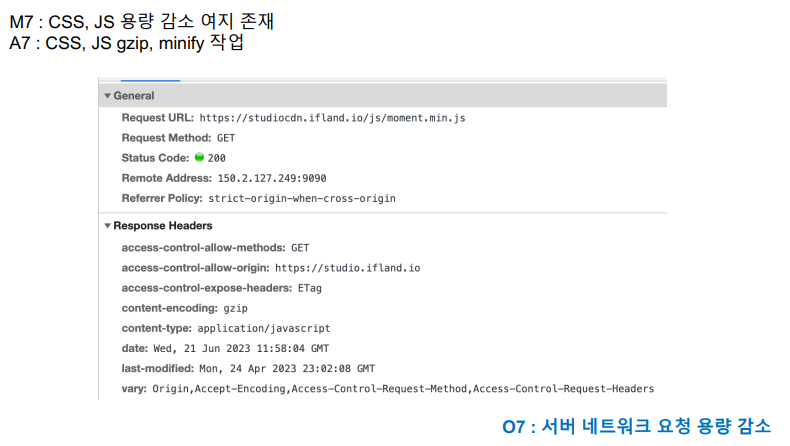 M7 : CSS, JS 용량 감소 여지 존재
A7 : CSS, JS gzip, minify 작업
General
Request URL: https://studiocdn.ifland.io/js/moment.min.js
Request Method: GET
Status Code: 200
Remote Address: 150.2.127.249:9090
Referrer Policy: strict-origin-when-cross-origin
Response Headers
access-control-allow-methods: GET
access-control-allow-origin: https://studio.ifland.io
access-control-expose-headers: ETag
content-encoding: gzip
content-type: application/javascript
date: Wed, 21 Jun 2023 11:58:04 GMT
last-modified: Mon, 24 Apr 2023 23:02:08 GMT
vary: Origin,Accept-Encoding,Access-Control-Request-Method,Access-Control-Request-Headers
O7 : 서버 네트워크 요청 용량 감소